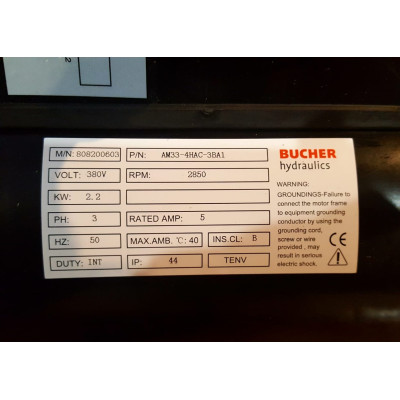 2
M/N: 808200603 P/N: AM33-4HAC-3BA1
VOLT: 380V RPM: 2850
KW: 2.2
PH: 3 RATED AMP: 5
HZ: 50 MAX.AMB. ℃: 40 INS.CL: B
DUTY: INT IP: 44 TENV
BUCHER
hydraulics
WARNING:
GROUNDINGS-Failure to
connect the motor frame
to equipment grounding
conductor by using the
grounding cord,
screw or wire
provided , may
result in serious
electric shock.
CE